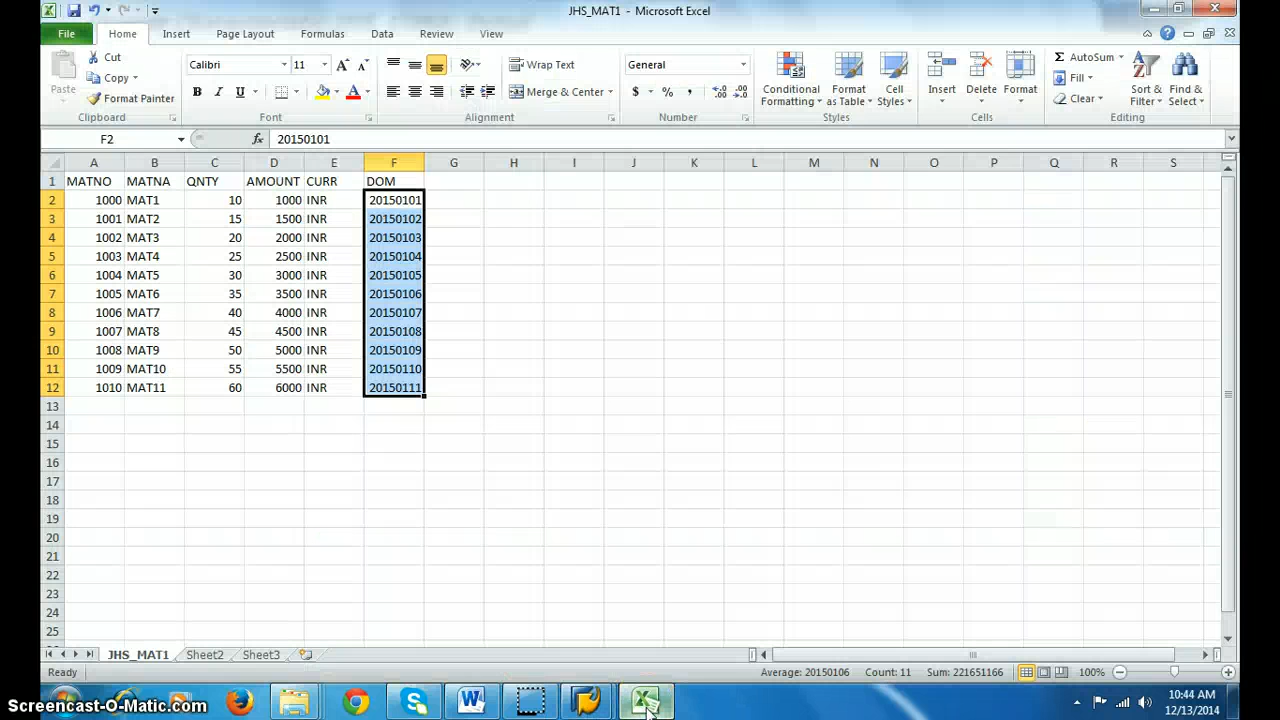 JHS_MAT1 - Microsoft Excel
File Home Insert Page Layout Formulas Data Review View
Paste Cut Copy Format Painter Clipboard
Calibri 11 B I U A A A Font
Wrap Text Merge & Center Alignment
General $ % , Number
Conditional Formatting Format as Table Cell Styles Styles
Insert Delete Format Cells
Σ AutoSum Fill Clear Sort & Filter Find & Select Editing
F2 fx 20150101
A B C D E F G H I J K L M N O P Q R S
1 MATNO MATNA QNTY AMOUNT CURR DOM
2 1000 MAT1 10 1000 INR 20150101
3 1001 MAT2 15 1500 INR 20150102
4 1002 MAT3 20 2000 INR 20150103
5 1003 MAT4 25 2500 INR 20150104
6 1004 MAT5 30 3000 INR 20150105
7 1005 MAT6 35 3500 INR 20150106
8 1006 MAT7 40 4000 INR 20150107
9 1007 MAT8 45 4500 INR 20150108
10 1008 MAT9 50 5000 INR 20150109
11 1009 MAT10 55 5500 INR 20150110
12 1010 MAT11 60 6000 INR 20150111
13
14
15
16
17
18
19
20
21
22
23
24
25
JHS_MAT1 Sheet2 Sheet3
Ready Average: 20150106 Count: 11 Sum: 221651166 100%
Screencast-O-Matic.com
10:44 AM
12/13/2014